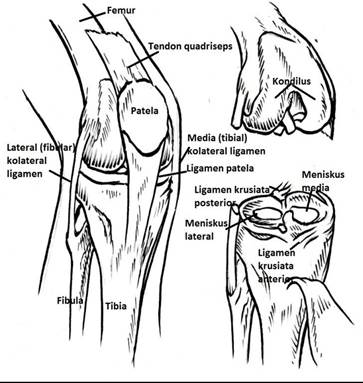 Femur
Tendon quadriseps
Kondilus
Patela
Media (tibial)
kolateral ligamen
Lateral (fibular)
kolateral
ligamen
Ligamen patela
Meniskus
media
Ligamen krusiata
posterior
Meniskus
lateral
Ligamen
krusiata
anterior
Fibula
Tibia